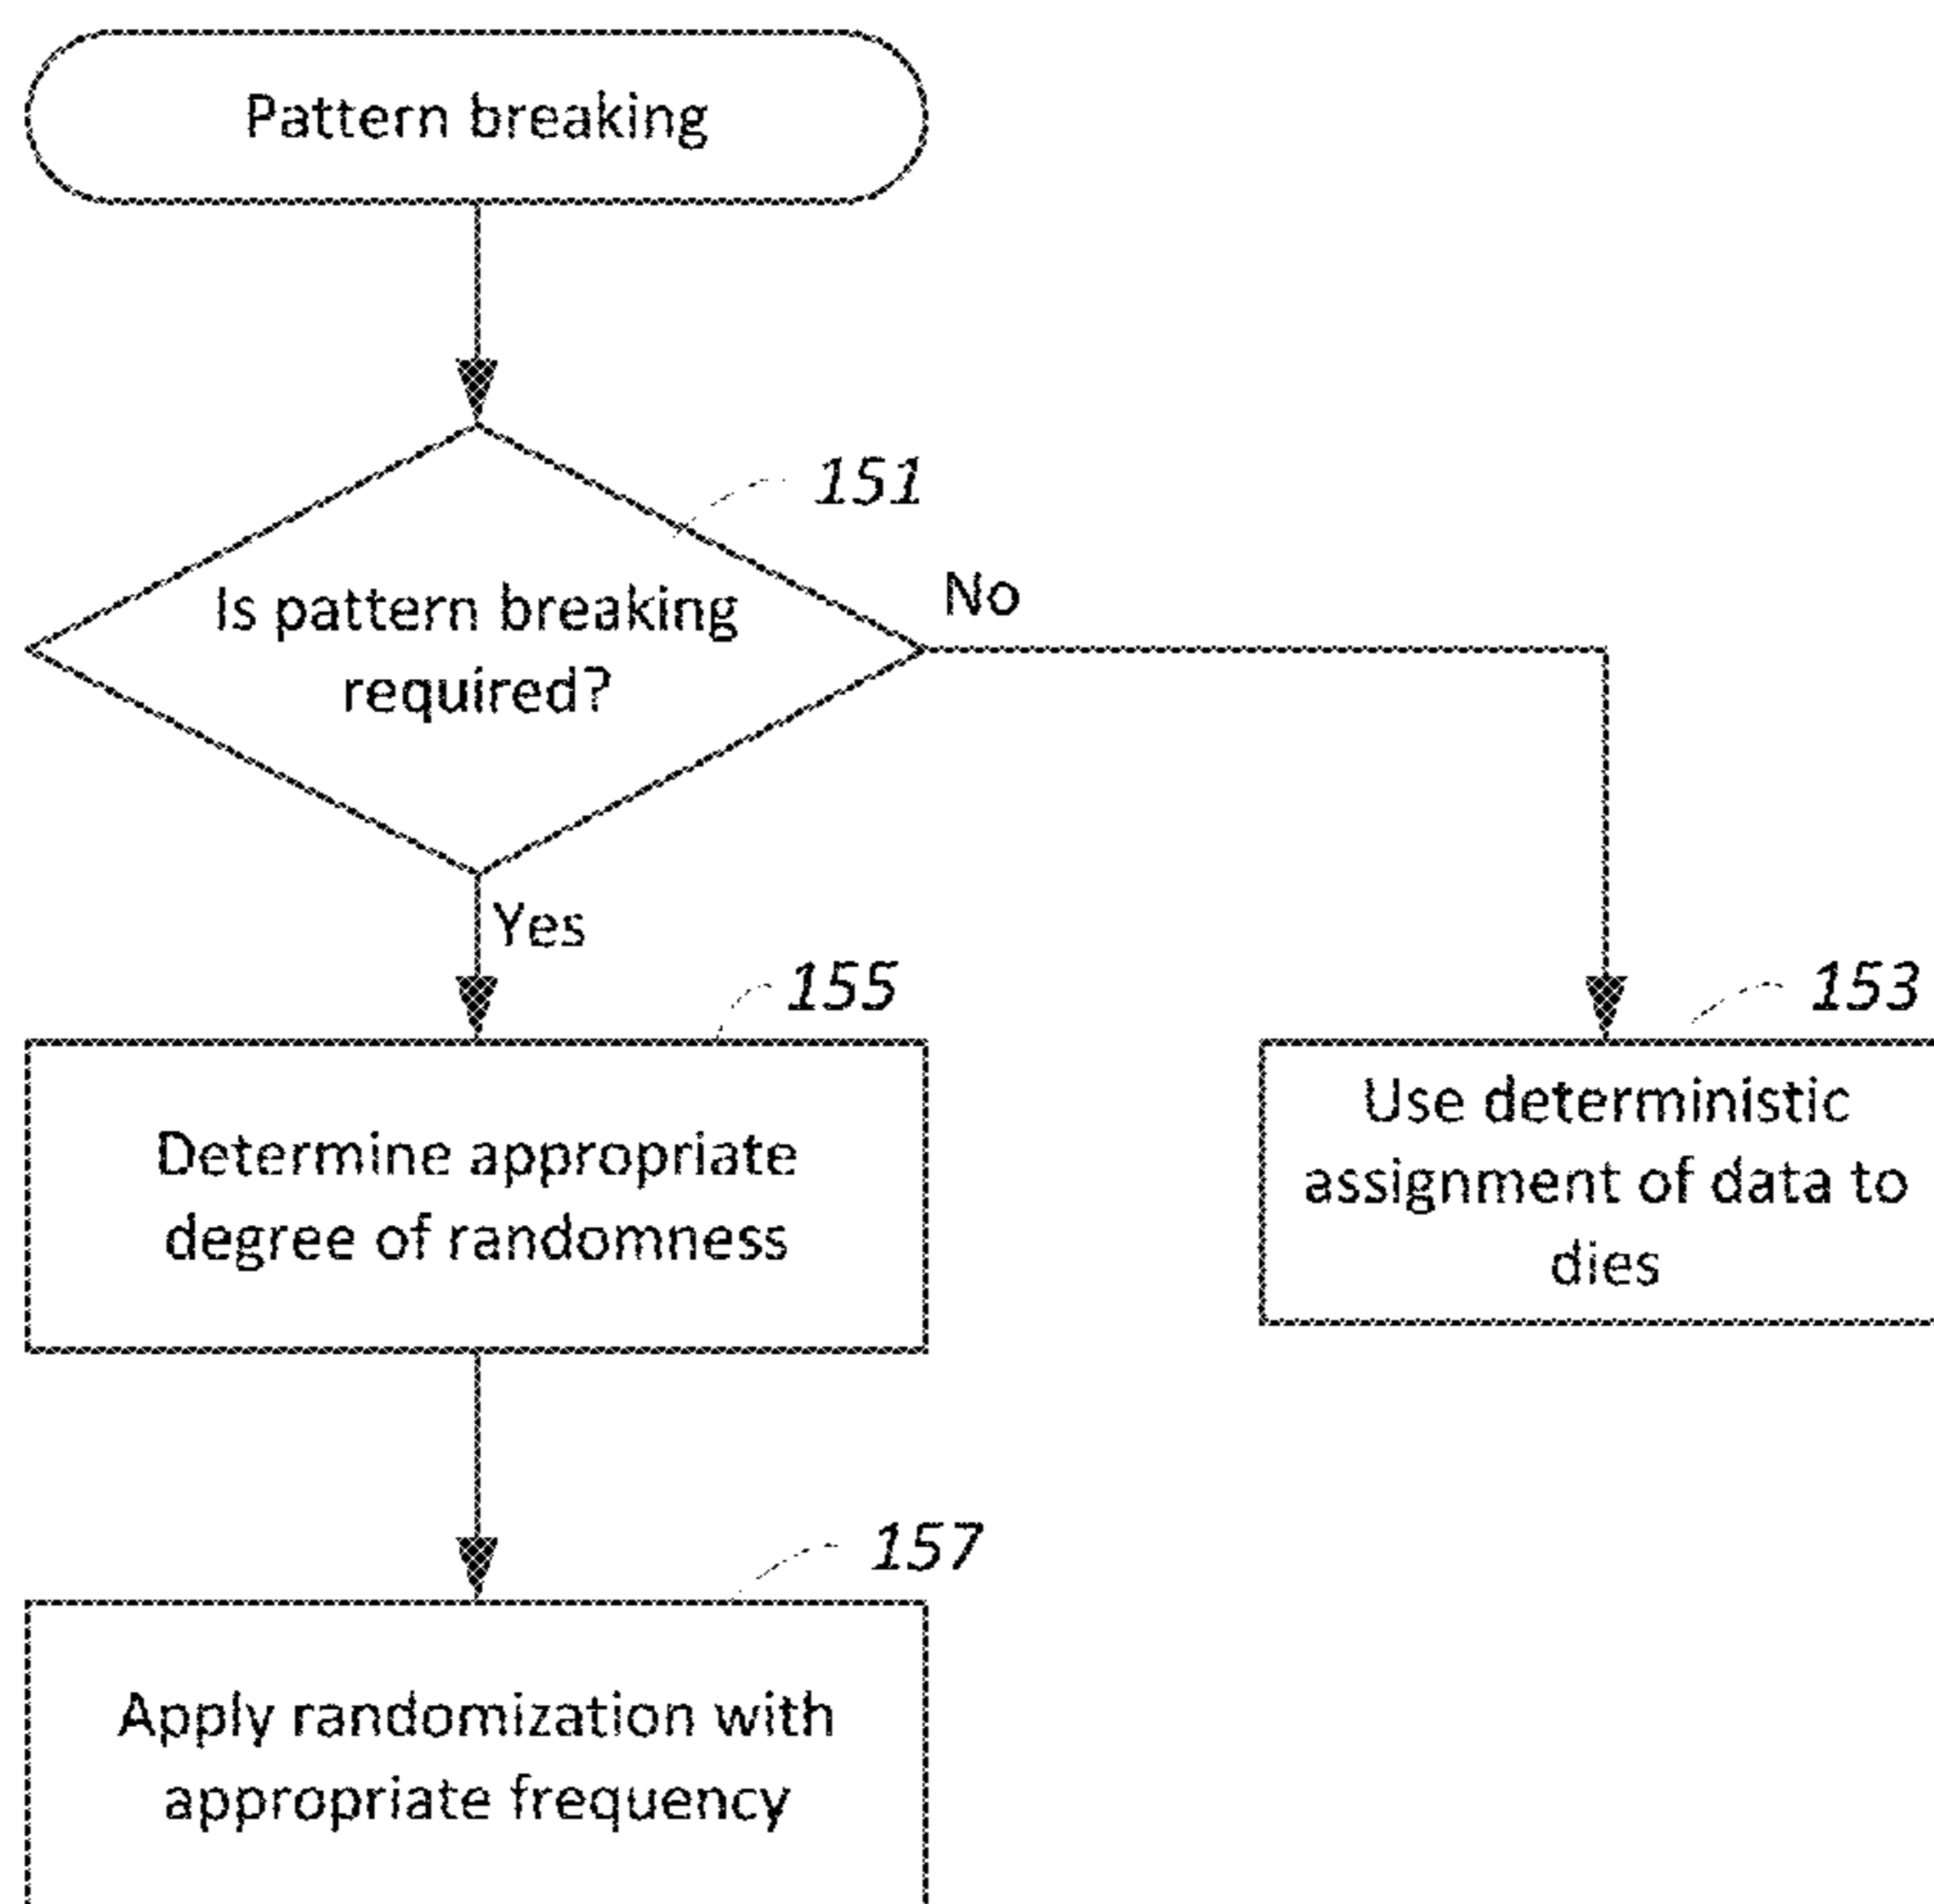 Pattern breaking
151
Is pattern breaking
required?
No
Yes
155
153
Determine appropriate
degree of randomness
Use deterministic
assignment of data to
dies
157
Apply randomization with
appropriate frequency